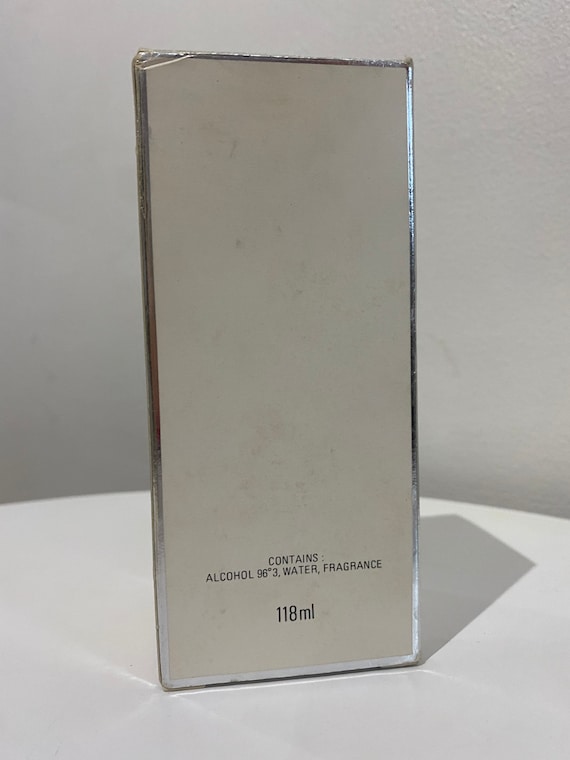 CONTAINS :
ALCOHOL 96°3, WATER, FRAGRANCE
118ml